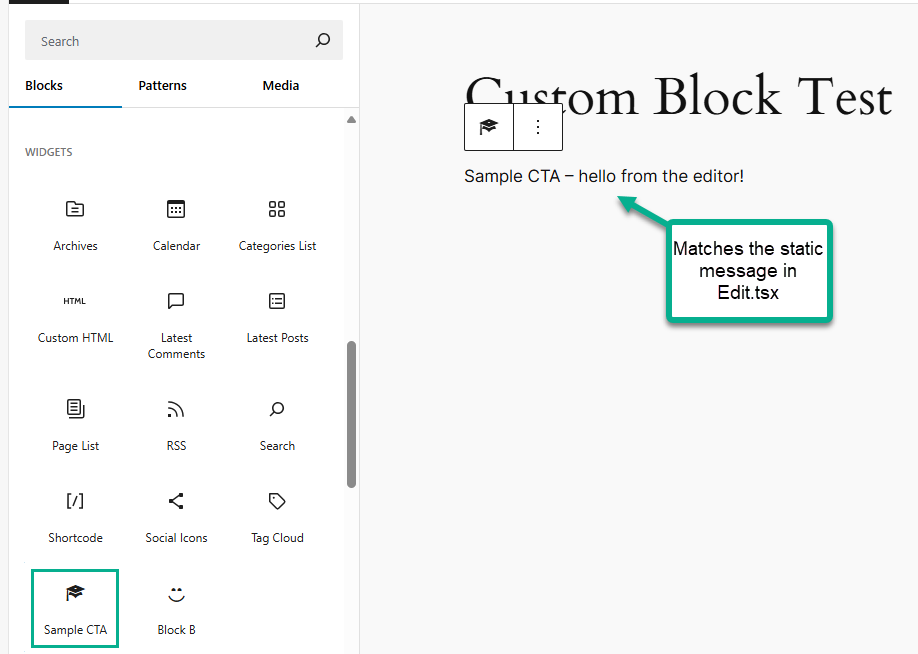 Search
Blocks
Patterns
Media
WIDGETS
Archives
Calendar
Categories List
HTML
Custom HTML
Latest
Comments
Latest Posts
Page List
RSS
Search
[/]
Shortcode
Social Icons
Tag Cloud
Sample CTA
Block B
Custom Block Test
Sample CTA – hello from the editor!
Matches the static
message in
Edit.tsx